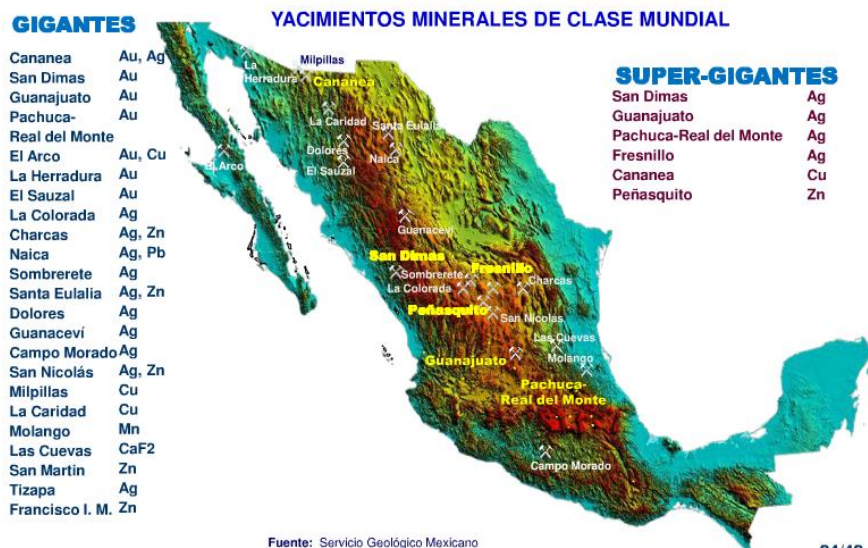 YACIMIENTOS MINERALES DE CLASE MUNDIAL
GIGANTES
Cananea Au, Ag
San Dimas Au
Guanajuato Au
Pachuca- Au
Real del Monte
El Arco Au, Cu
La Herradura Au
El Sauzal Au
La Colorada Ag
Charcas Ag, Zn
Naica Ag, Pb
Sombrerete Ag
Santa Eulalia Ag, Zn
Dolores Ag
Guanaceví Ag
Campo Morado Ag
San Nicolás Ag, Zn
Milpillas Cu
La Caridad Cu
Molango Mn
Las Cuevas CaF2
San Martin Zn
Tizapa Ag
Francisco I. M. Zn
SUPER-GIGANTES
San Dimas Ag
Guanajuato Ag
Pachuca-Real del Monte Ag
Fresnillo Ag
Cananea Cu
Peñasquito Zn
La
Herradura
Milpillas
Cananea
La Caridad
Santa Eulalia
Dolores
Naica
El Arco
El Sauzal
Guanaceví
San Dimas
Sombrerete
Fresnillo
La Colorada
Charcas
Peñasquito
San Nicolas
Las Cuevas
Guanajuato
Molango
Pachuca-
Real del Monte
Campo Morado
Fuente: Servicio Geológico Mexicano